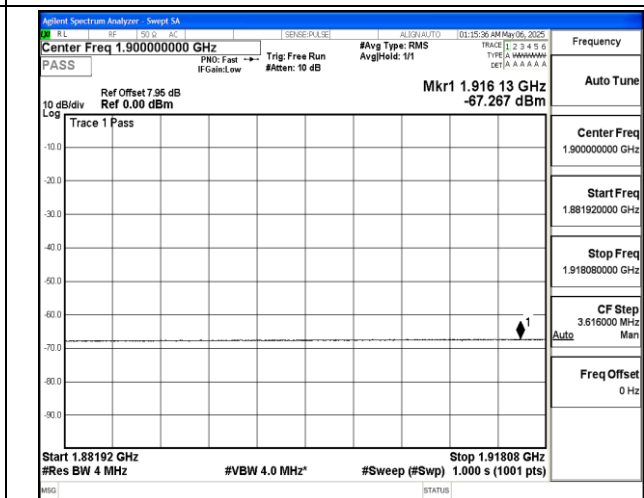 Agilent Spectrum Analyzer - Swept SA
RL RF 50 Ω AC SENSE:PULSE ALIGN AUTO 01:15:36 AM May 06, 2025
Center Freq 1.900000000 GHz
PASS
PNO: Fast
IFGain:Low
Trig: Free Run
#Atten: 10 dB
#Avg Type: RMS
Avg|Hold: 1/1
TRACE 1 2 3 4 5 6
TYPE A WWWWW
DET A A A A A A
Ref Offset 7.95 dB
10 dB/div Ref 0.00 dBm
Log
Mkr1 1.916 13 GHz
-67.267 dBm
Trace 1 Pass
-10.0
-20.0
-30.0
-40.0
-50.0
-60.0
-70.0
-80.0
-90.0
1
Start 1.88192 GHz
#Res BW 4 MHz
#VBW 4.0 MHz*
Stop 1.91808 GHz
#Sweep (#Swp) 1.000 s (1001 pts)
MSG
STATUS
Frequency
Auto Tune
Center Freq
1.900000000 GHz
Start Freq
1.881920000 GHz
Stop Freq
1.918080000 GHz
CF Step
3.616000 MHz
Auto Man
Freq Offset
0 Hz